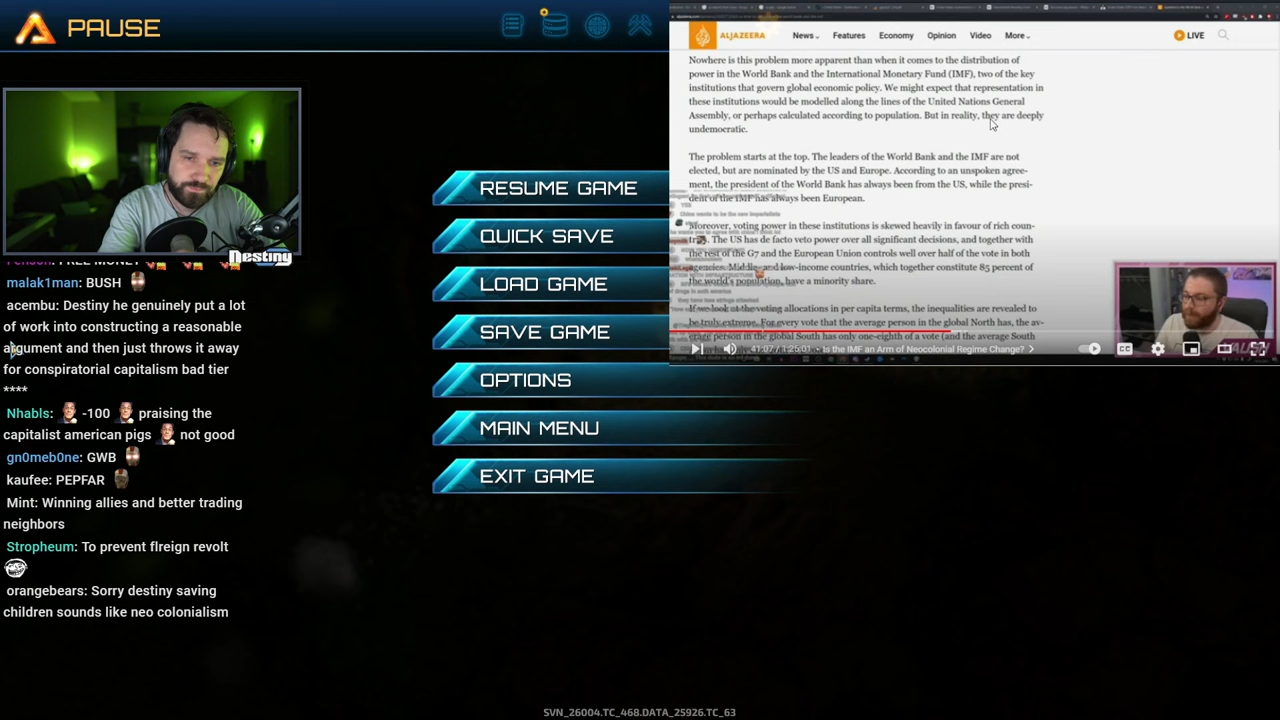 PAUSE
malak1man: BUSH
asembu: Destiny he genuinely put a lot
of work into constructing a reasonable
argument and then just throws it away
for conspiratorial capitalism bad tier
****
Nhabls: -100 praising the
capitalist american pigs not good
gn0meb0ne: GWB
kaufee: PEPFAR
Mint: Winning allies and better trading
neighbors
Stropheum: To prevent flreign revolt
orangebears: Sorry destiny saving
children sounds like neo colonialism
Destiny
RESUME GAME
QUICK SAVE
LOAD GAME
SAVE GAME
OPTIONS
MAIN MENU
EXIT GAME
ALJAZEERA
News Features Economy Opinion Video More
LIVE
Nowhere is this problem more apparent than when it comes to the distribution of
power in the World Bank and the International Monetary Fund (IMF), two of the key
institutions that govern global economic policy. We might expect that representation in
these institutions would be modelled along the lines of the United Nations General
Assembly, or perhaps calculated according to population. But in reality, they are deeply
undemocratic.
The problem starts at the top. The leaders of the World Bank and the IMF are not
elected, but are nominated by the US and Europe. According to an unspoken agree-
ment, the president of the World Bank has always been from the US, while the presi-
dent of the IMF has always been European.
Moreover, voting power in these institutions is skewed heavily in favour of rich coun-
tries. The US has de facto veto power over all significant decisions, and together with
the rest of the G7 and the European Union controls well over half of the vote in both
agencies. Middle- and low-income countries, which together constitute 85 percent of
the world's population, have a minority share.
If we look at the voting allocations in per capita terms, the inequalities are revealed to
be truly extreme. For every vote that the average person in the global North has, the av-
erage person in the global South has only one-eighth of a vote (and the average South
41:07 / 1:25:01 • Is the IMF an Arm of Neocolonial Regime Change?
CC
SVN_26004.TC_468.DATA_25926.TC_63